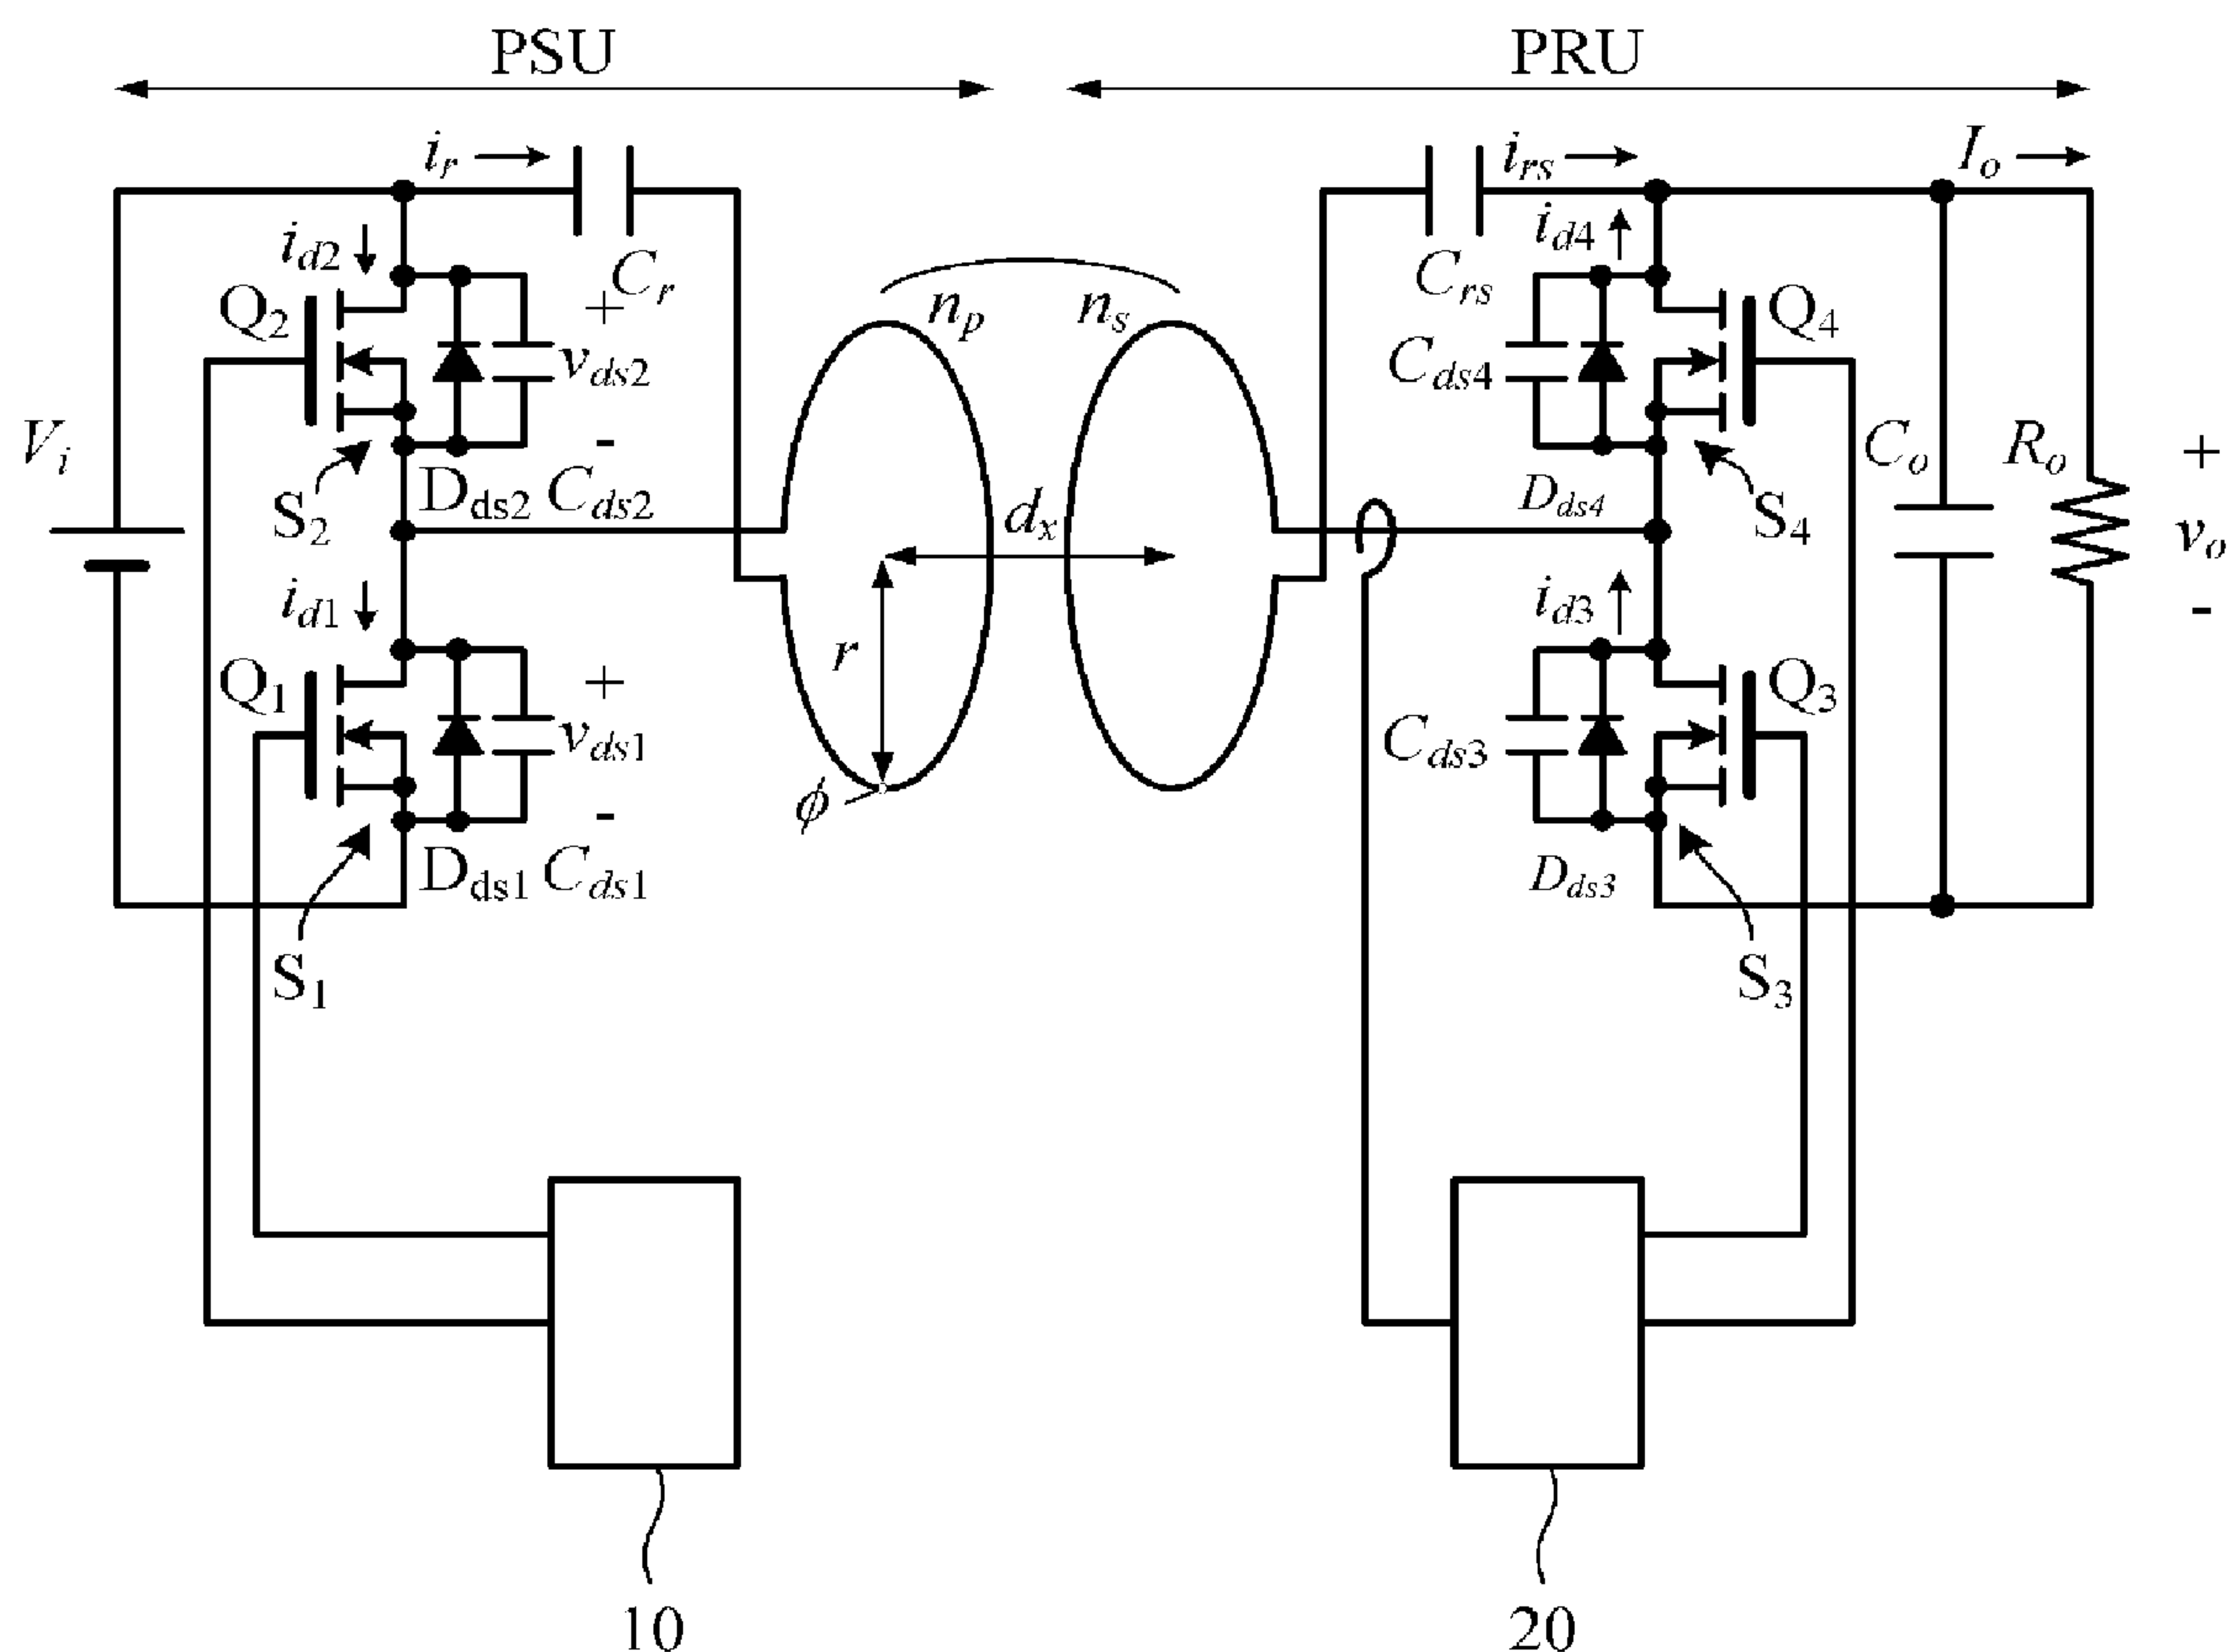 PSU
PRU
i_r
i_rs
I_o
i_d2
C_r
C_rs
i_d4
n_p
n_s
Q_2
+
v_ds2
-
C_ds4
Q_4
V_i
S_2
D_ds2
C_ds2
d_x
D_ds4
S_4
C_o
R_o
+
v_o
-
i_d1
i_d3
Q_1
+
v_ds1
-
r
C_ds3
Q_3
ϕ
D_ds1
C_ds1
D_ds3
S_1
S_3
10
20